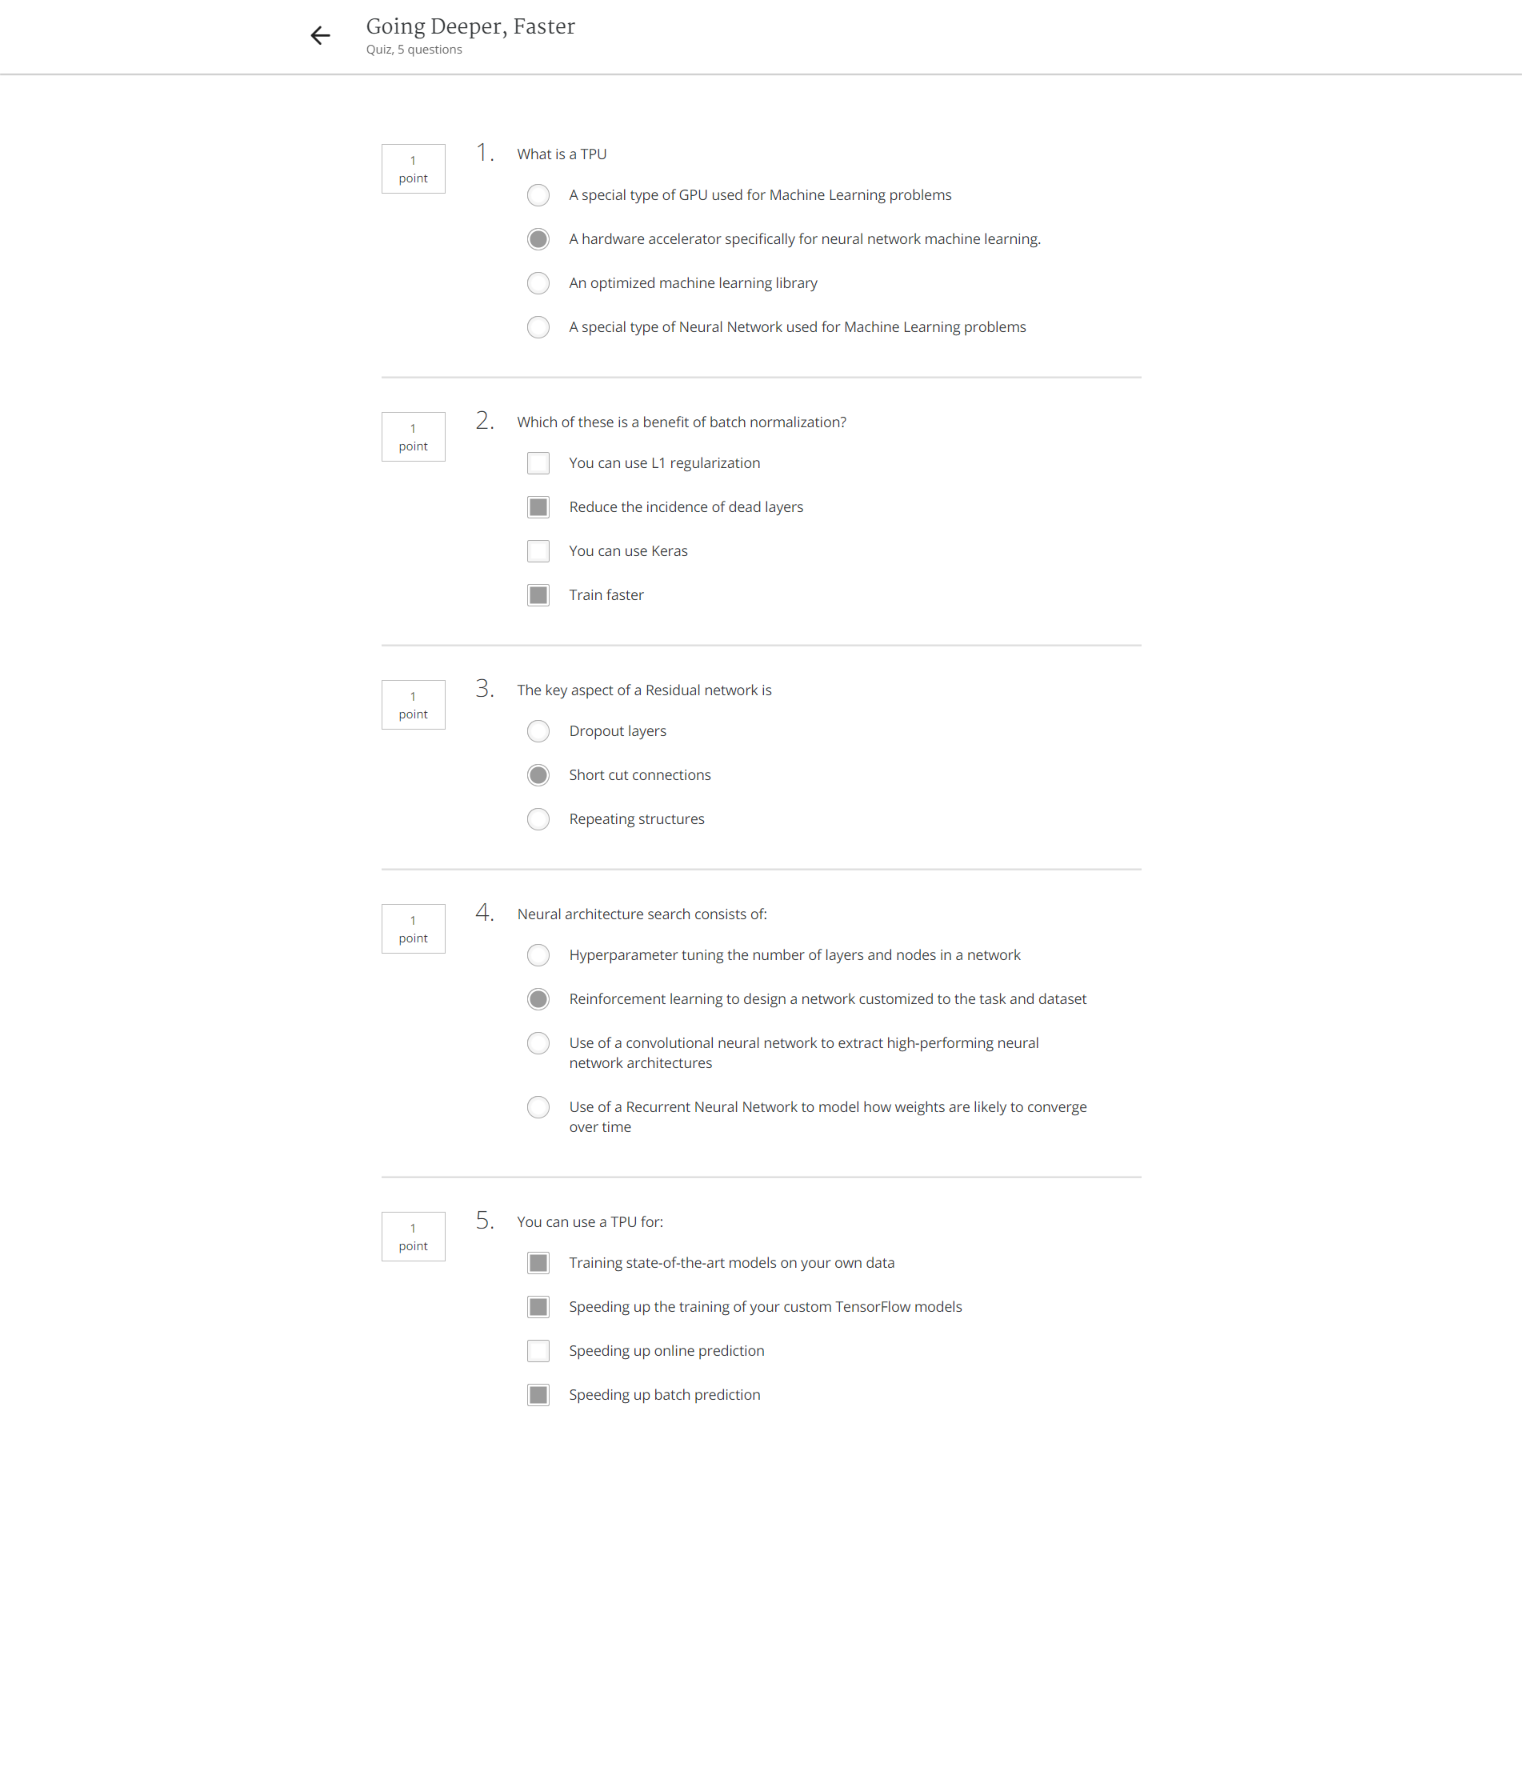 Going Deeper, Faster
Quiz, 5 questions
1
point
1.
What is a TPU
A special type of GPU used for Machine Learning problems
A hardware accelerator specifically for neural network machine learning.
An optimized machine learning library
A special type of Neural Network used for Machine Learning problems
1
point
2.
Which of these is a benefit of batch normalization?
You can use L1 regularization
Reduce the incidence of dead layers
You can use Keras
Train faster
1
point
3.
The key aspect of a Residual network is
Dropout layers
Short cut connections
Repeating structures
1
point
4.
Neural architecture search consists of:
Hyperparameter tuning the number of layers and nodes in a network
Reinforcement learning to design a network customized to the task and dataset
Use of a convolutional neural network to extract high-performing neural
network architectures
Use of a Recurrent Neural Network to model how weights are likely to converge
over time
1
point
5.
You can use a TPU for:
Training state-of-the-art models on your own data
Speeding up the training of your custom TensorFlow models
Speeding up online prediction
Speeding up batch prediction